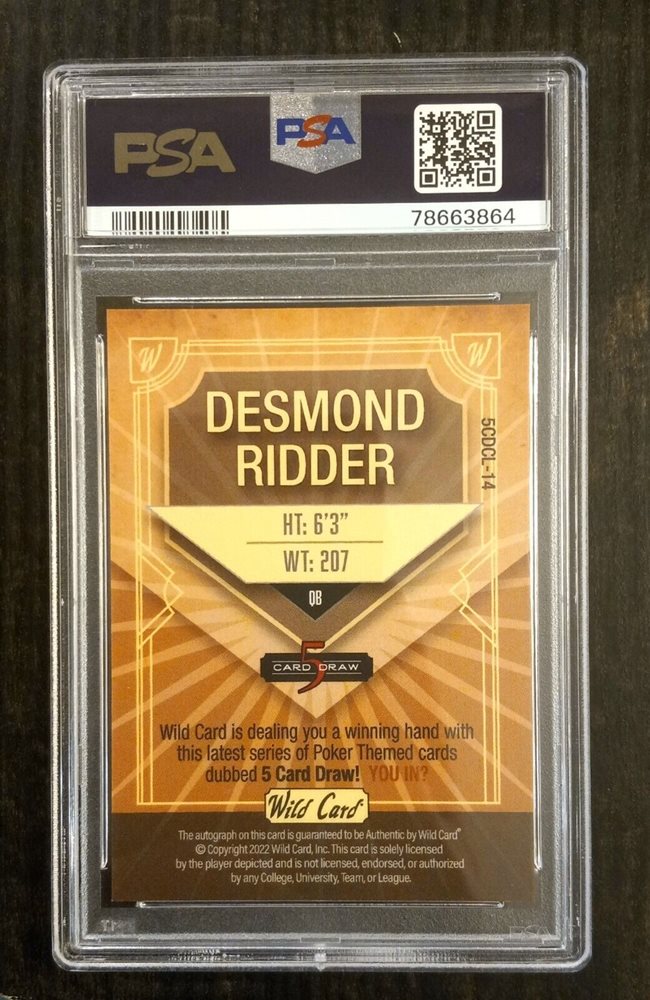 PSA
PSA
78663864
W
W
DESMOND
RIDDER
5CDCL-14
HT: 6'3"
WT: 207
QB
5
CARD DRAW
Wild Card is dealing you a winning hand with
this latest series of Poker Themed cards
dubbed 5 Card Draw! YOU IN?
Wild Card®
The autograph on this card is guaranteed to be Authentic by Wild Card®
© Copyright 2022 Wild Card, Inc. This card is solely licensed
by the player depicted and is not licensed, endorsed, or authorized
by any College, University, Team, or League.
PSA